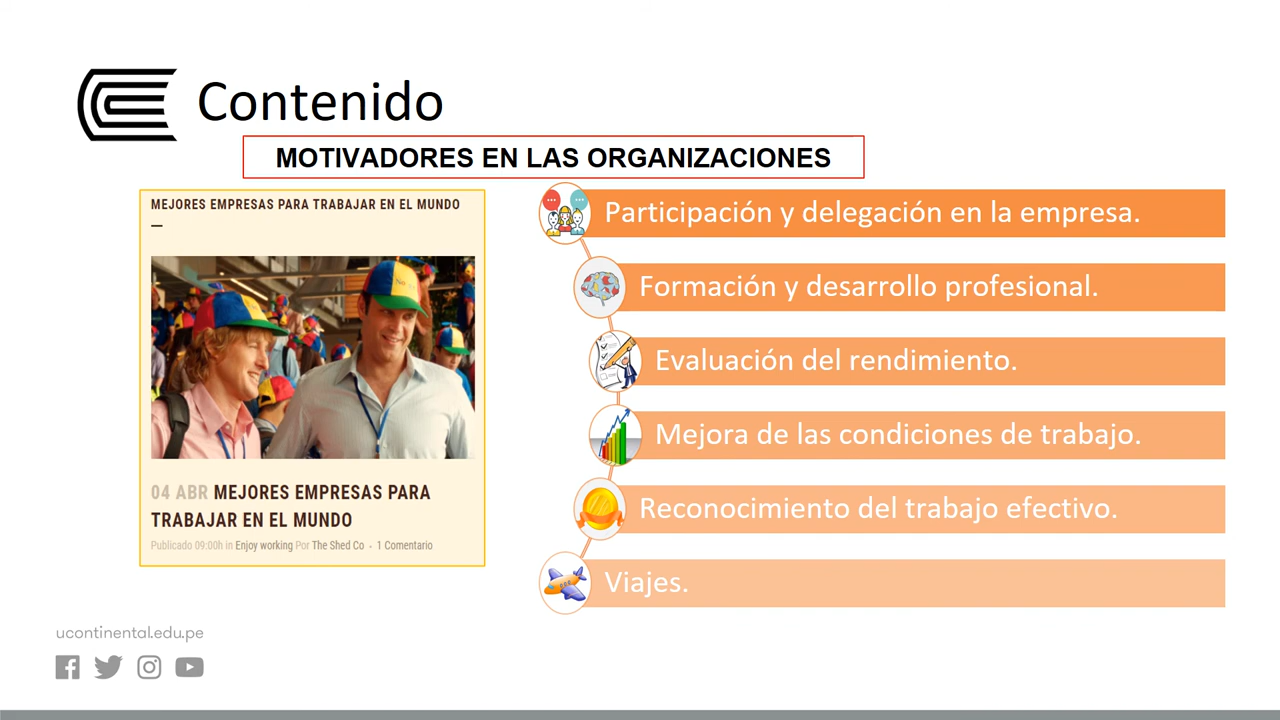 Contenido
MOTIVADORES EN LAS ORGANIZACIONES
MEJORES EMPRESAS PARA TRABAJAR EN EL MUNDO
04 ABR MEJORES EMPRESAS PARA
TRABAJAR EN EL MUNDO
Publicado 09:00h in Enjoy working Por The Shed Co • 1 Comentario
Participación y delegación en la empresa.
Formación y desarrollo profesional.
Evaluación del rendimiento.
Mejora de las condiciones de trabajo.
Reconocimiento del trabajo efectivo.
Viajes.
ucontinental.edu.pe